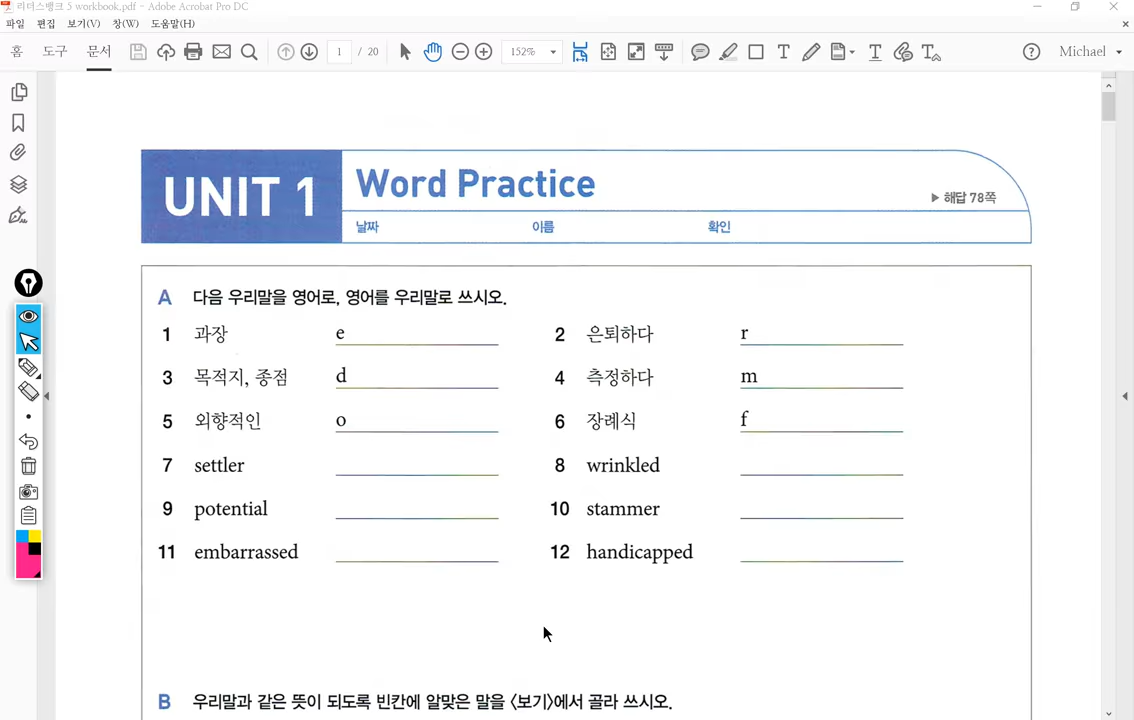 리더스뱅크 5 workbook.pdf - Adobe Acrobat Pro DC
파일 편집 보기(V) 창(W) 도움말(H)
홈 도구 문서 1 / 20 152% Michael
UNIT 1 Word Practice
▶ 해답 78쪽
날짜 이름 확인
A 다음 우리말을 영어로, 영어를 우리말로 쓰시오.
1 과장 e 2 은퇴하다 r
3 목적지, 종점 d 4 측정하다 m
5 외향적인 o 6 장례식 f
7 settler 8 wrinkled
9 potential 10 stammer
11 embarrassed 12 handicapped
B 우리말과 같은 뜻이 되도록 빈칸에 알맞은 말을 〈보기〉에서 골라 쓰시오.